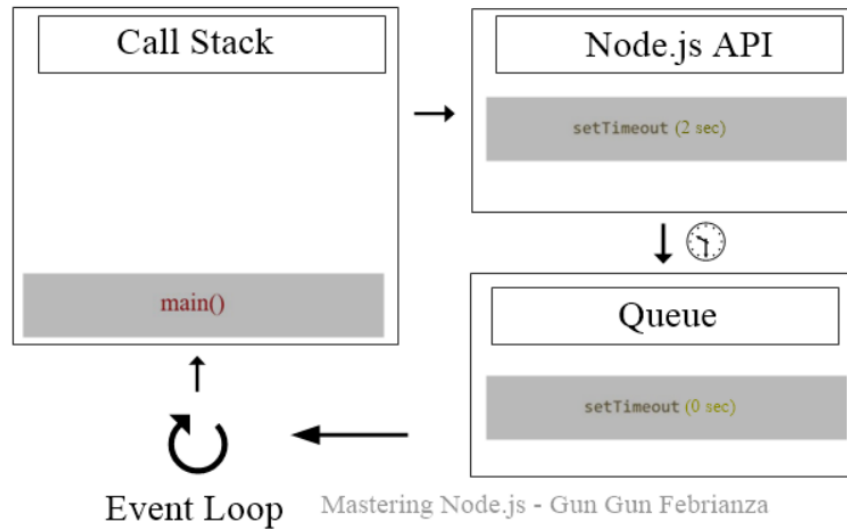 Call Stack
Node.js API
setTimeout (2 sec)
main()
Queue
setTimeout (0 sec)
Event Loop
Mastering Node.js - Gun Gun Febrianza